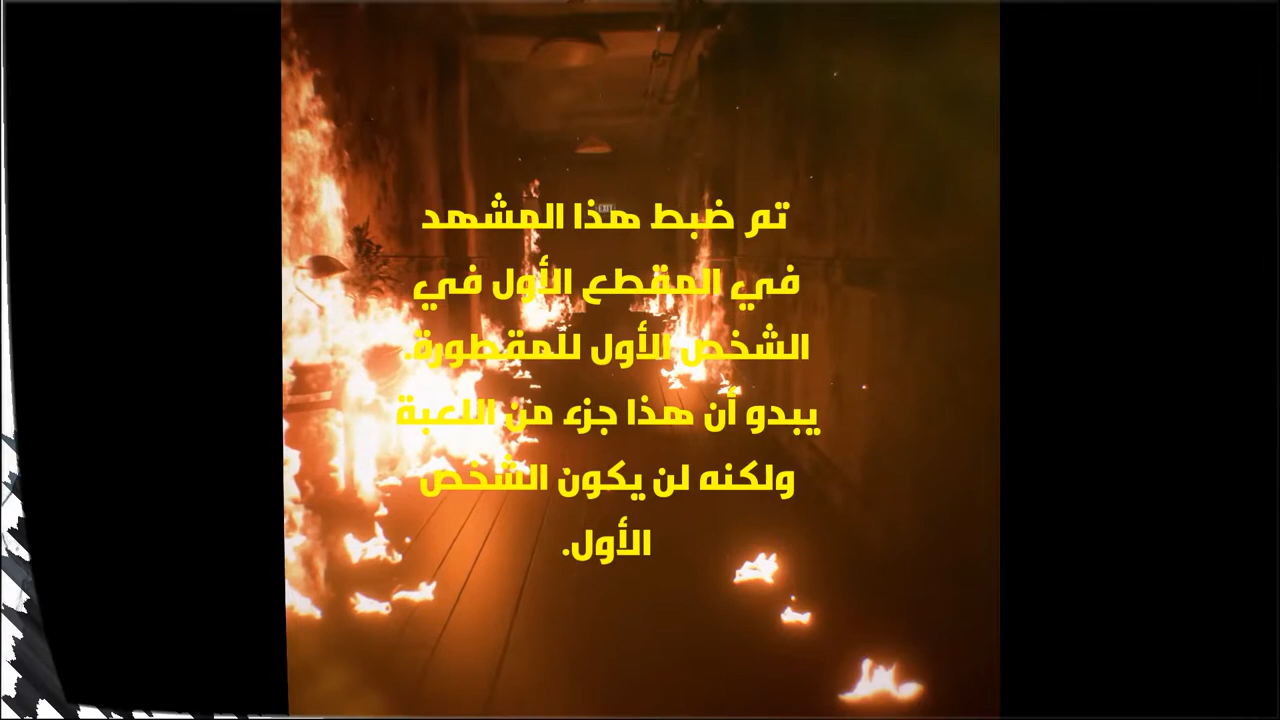 تم ضبط هذا المشهد
في المقطع الأول في
الشخص الأول للمقطورة.
يبدو أن هذا جزء من اللعبة
ولكنه لن يكون الشخص
الأول.
EXIT